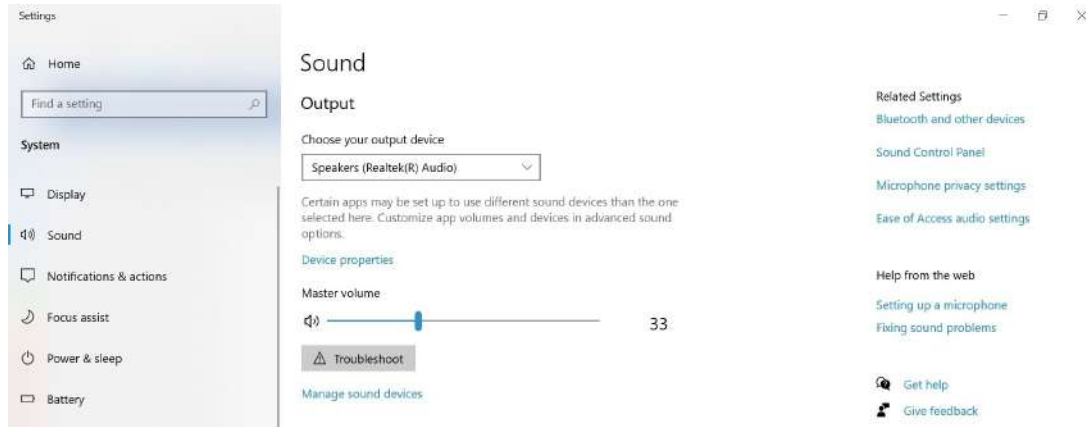 Settings
Home
Find a setting
System
Display
Sound
Notifications & actions
Focus assist
Power & sleep
Battery
Sound
Output
Choose your output device
Speakers (Realtek(R) Audio)
Certain apps may be set up to use different sound devices than the one
selected here. Customize app volumes and devices in advanced sound
options.
Device properties
Master volume
33
Troubleshoot
Manage sound devices
Related Settings
Bluetooth and other devices
Sound Control Panel
Microphone privacy settings
Ease of Access audio settings
Help from the web
Setting up a microphone
Fixing sound problems
Get help
Give feedback